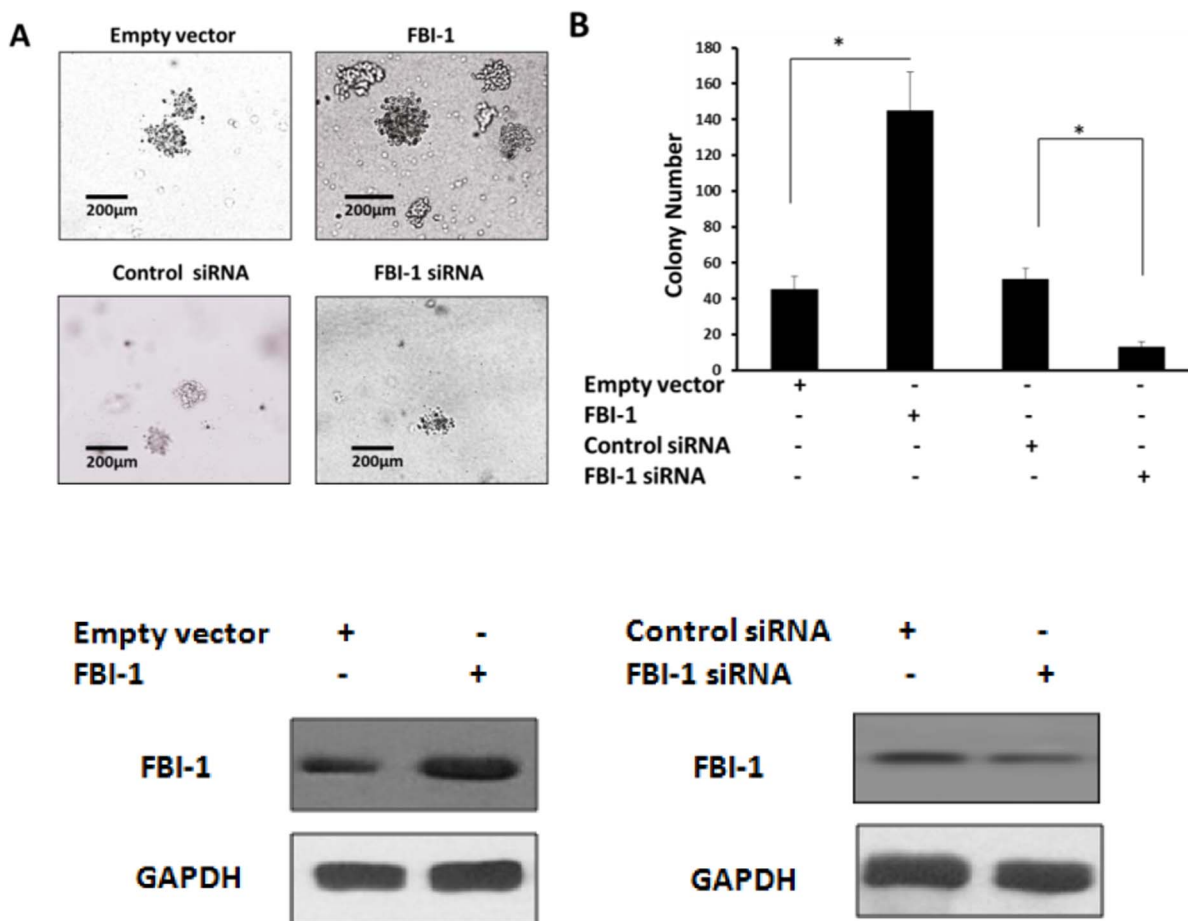 A
Empty vector
FBI-1
200µm
200µm
Control siRNA
FBI-1 siRNA
200µm
200µm
B
Colony Number
180
160
140
120
100
80
60
40
20
0
*
*
Empty vector + - - -
FBI-1 - + - -
Control siRNA - - + -
FBI-1 siRNA - - - +
Empty vector + -
FBI-1 - +
FBI-1
GAPDH
Control siRNA + -
FBI-1 siRNA - +
FBI-1
GAPDH